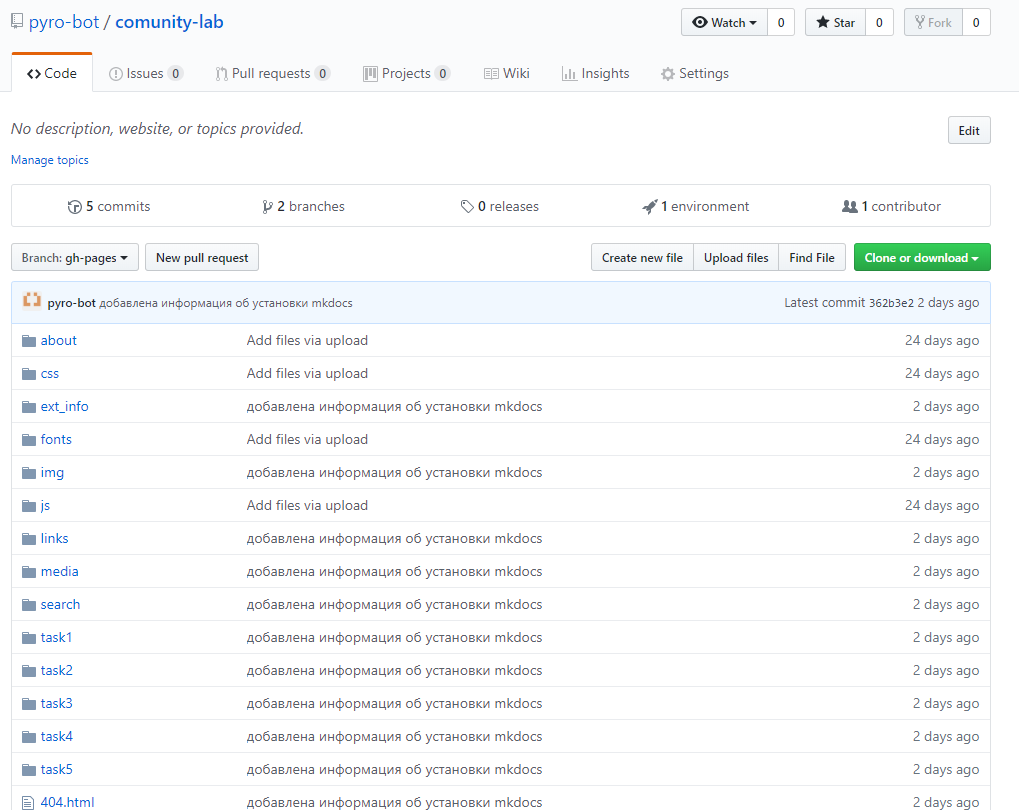 pyro-bot / comunity-lab Watch 0 Star 0 Fork 0
Code Issues 0 Pull requests 0 Projects 0 Wiki Insights Settings
No description, website, or topics provided. Edit
Manage topics
5 commits 2 branches 0 releases 1 environment 1 contributor
Branch: gh-pages New pull request Create new file Upload files Find File Clone or download
pyro-bot добавлена информация об установки mkdocs Latest commit 362b3e2 2 days ago
about Add files via upload 24 days ago
css Add files via upload 24 days ago
ext_info добавлена информация об установки mkdocs 2 days ago
fonts Add files via upload 24 days ago
img добавлена информация об установки mkdocs 2 days ago
js Add files via upload 24 days ago
links добавлена информация об установки mkdocs 2 days ago
media добавлена информация об установки mkdocs 2 days ago
search добавлена информация об установки mkdocs 2 days ago
task1 добавлена информация об установки mkdocs 2 days ago
task2 добавлена информация об установки mkdocs 2 days ago
task3 добавлена информация об установки mkdocs 2 days ago
task4 добавлена информация об установки mkdocs 2 days ago
task5 добавлена информация об установки mkdocs 2 days ago
404.html добавлена информация об установки mkdocs 2 days ago